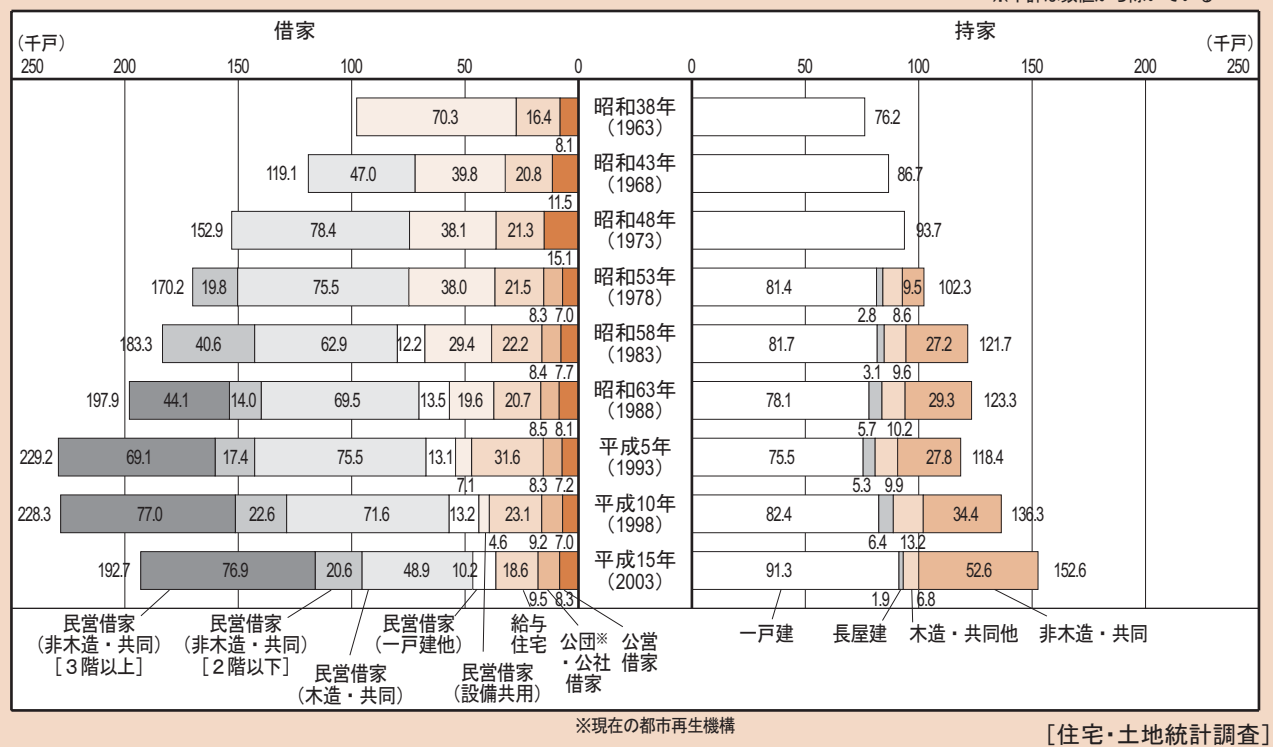 借家
持家
(千戸)
(千戸)
250 200 150 100 50 0 0 50 100 150 200 250
70.3 16.4 昭和38年 76.2
8.1 (1963)
119.1 47.0 39.8 20.8 昭和43年 86.7
11.5 (1968)
152.9 78.4 38.1 21.3 昭和48年 93.7
15.1 (1973)
170.2 19.8 75.5 38.0 21.5 昭和53年 81.4 9.5 102.3
8.3 7.0 (1978) 2.8 8.6
183.3 40.6 62.9 12.2 29.4 22.2 昭和58年 81.7 27.2 121.7
8.4 7.7 (1983) 3.1 9.6
197.9 44.1 14.0 69.5 13.5 19.6 20.7 昭和63年 78.1 29.3 123.3
8.5 8.1 (1988) 5.7 10.2
229.2 69.1 17.4 75.5 13.1 31.6 平成5年 75.5 27.8 118.4
7.1 8.3 7.2 (1993) 5.3 9.9
228.3 77.0 22.6 71.6 13.2 23.1 平成10年 82.4 34.4 136.3
4.6 9.2 7.0 (1998) 6.4 13.2
192.7 76.9 20.6 48.9 10.2 18.6 平成15年 91.3 52.6 152.6
9.5 8.3 (2003) 1.9 6.8
民営借家
(非木造・共同)
[3階以上]
民営借家
(非木造・共同)
[2階以下]
民営借家
(木造・共同)
民営借家
(一戸建他)
民営借家
(設備共用)
給与
住宅
公団※
・公社
借家
公営
借家
一戸建
長屋建
木造・共同他
非木造・共同
※現在の都市再生機構
[住宅・土地統計調査]